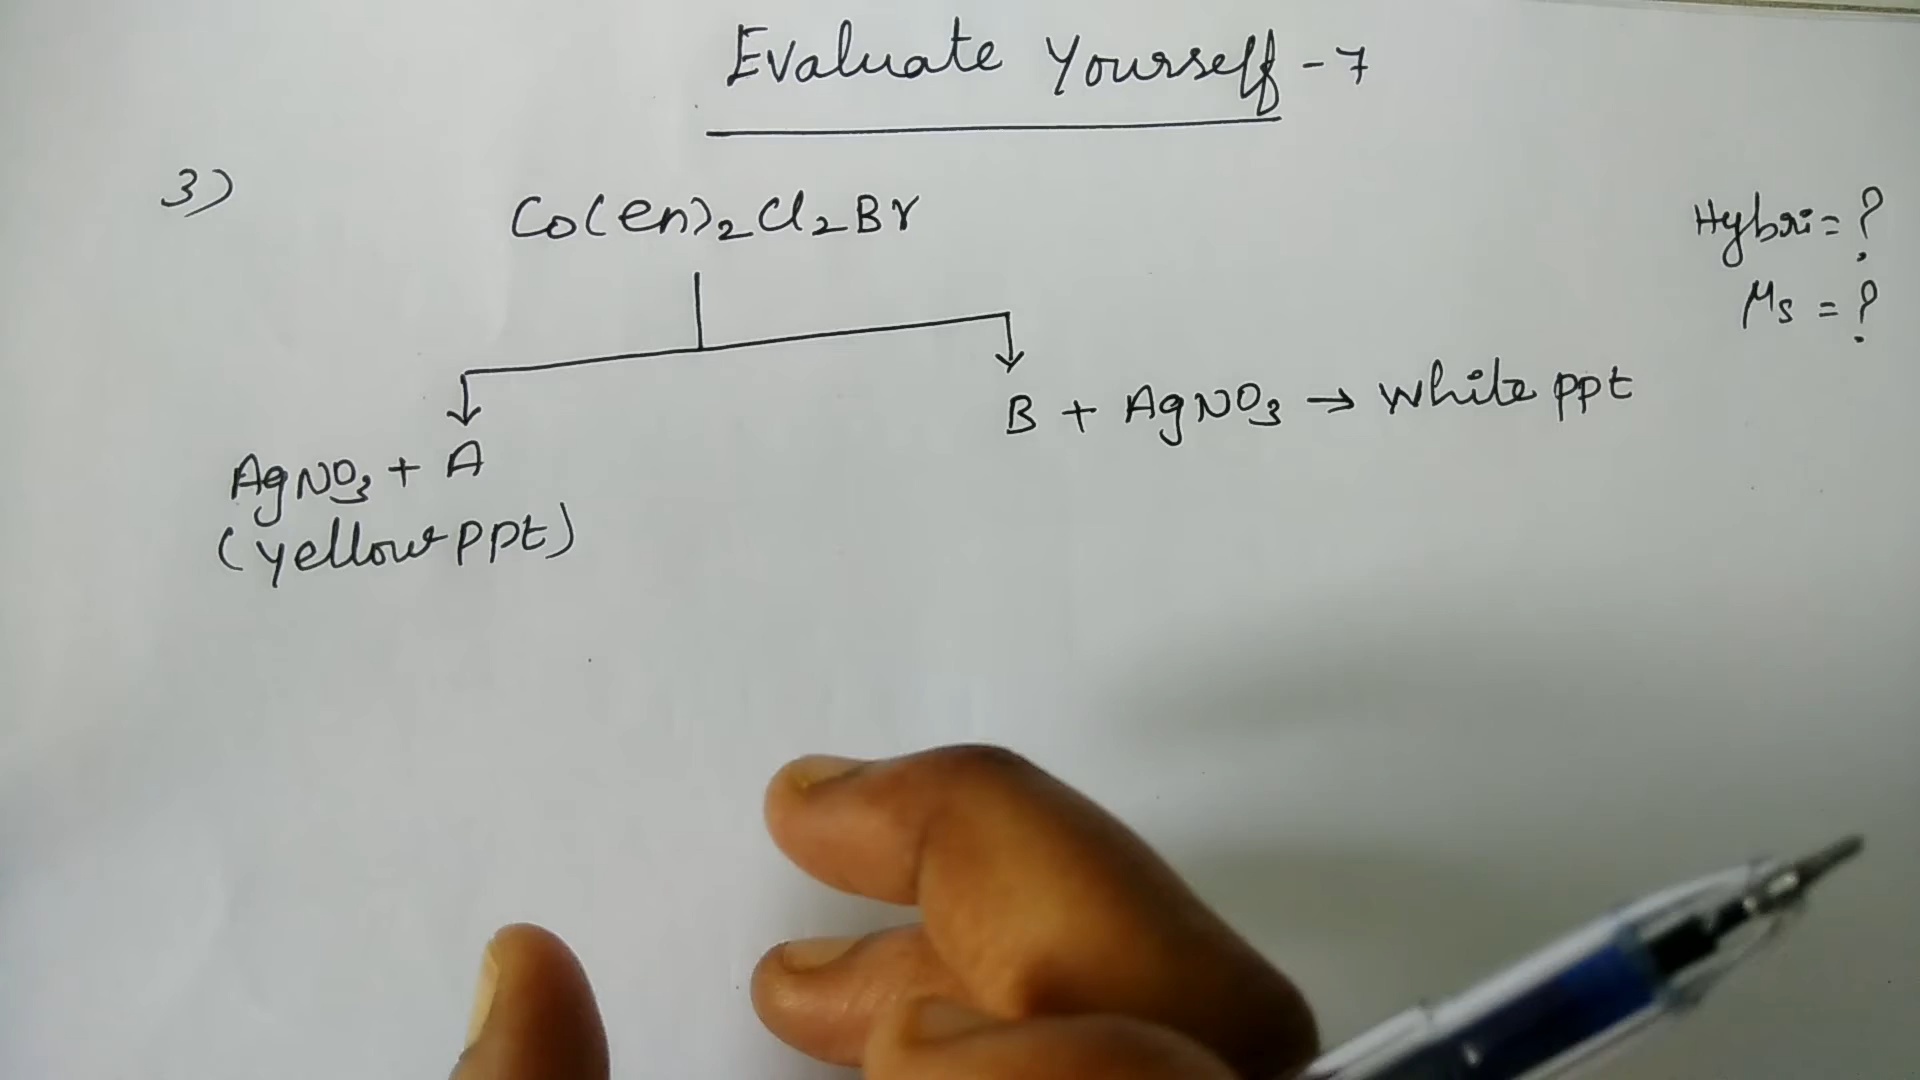 Evaluate Yourself - 7
3)
Co(en)₂Cl₂Br
Hybri = ?
μs = ?
B + AgNO₃ → White ppt
AgNO₃ + A
(yellow ppt)